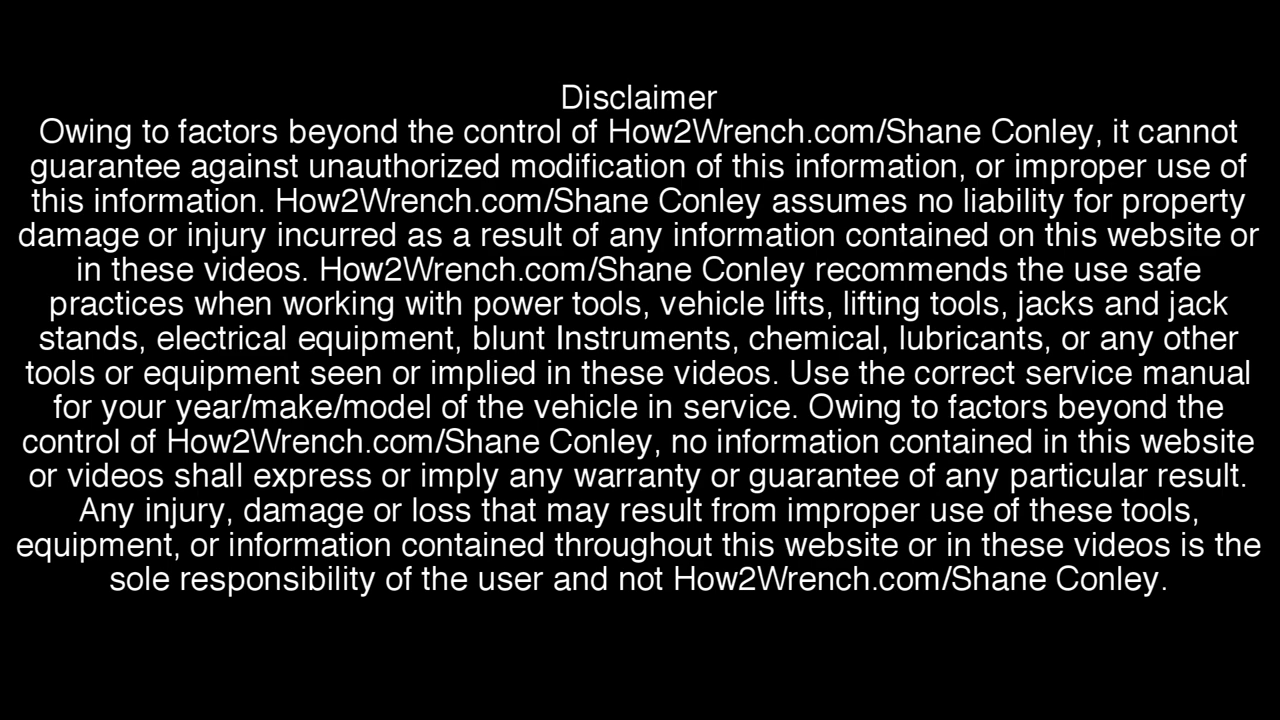 Disclaimer
Owing to factors beyond the control of How2Wrench.com/Shane Conley, it cannot
guarantee against unauthorized modification of this information, or improper use of
this information. How2Wrench.com/Shane Conley assumes no liability for property
damage or injury incurred as a result of any information contained on this website or
in these videos. How2Wrench.com/Shane Conley recommends the use safe
practices when working with power tools, vehicle lifts, lifting tools, jacks and jack
stands, electrical equipment, blunt Instruments, chemical, lubricants, or any other
tools or equipment seen or implied in these videos. Use the correct service manual
for your year/make/model of the vehicle in service. Owing to factors beyond the
control of How2Wrench.com/Shane Conley, no information contained in this website
or videos shall express or imply any warranty or guarantee of any particular result.
Any injury, damage or loss that may result from improper use of these tools,
equipment, or information contained throughout this website or in these videos is the
sole responsibility of the user and not How2Wrench.com/Shane Conley.